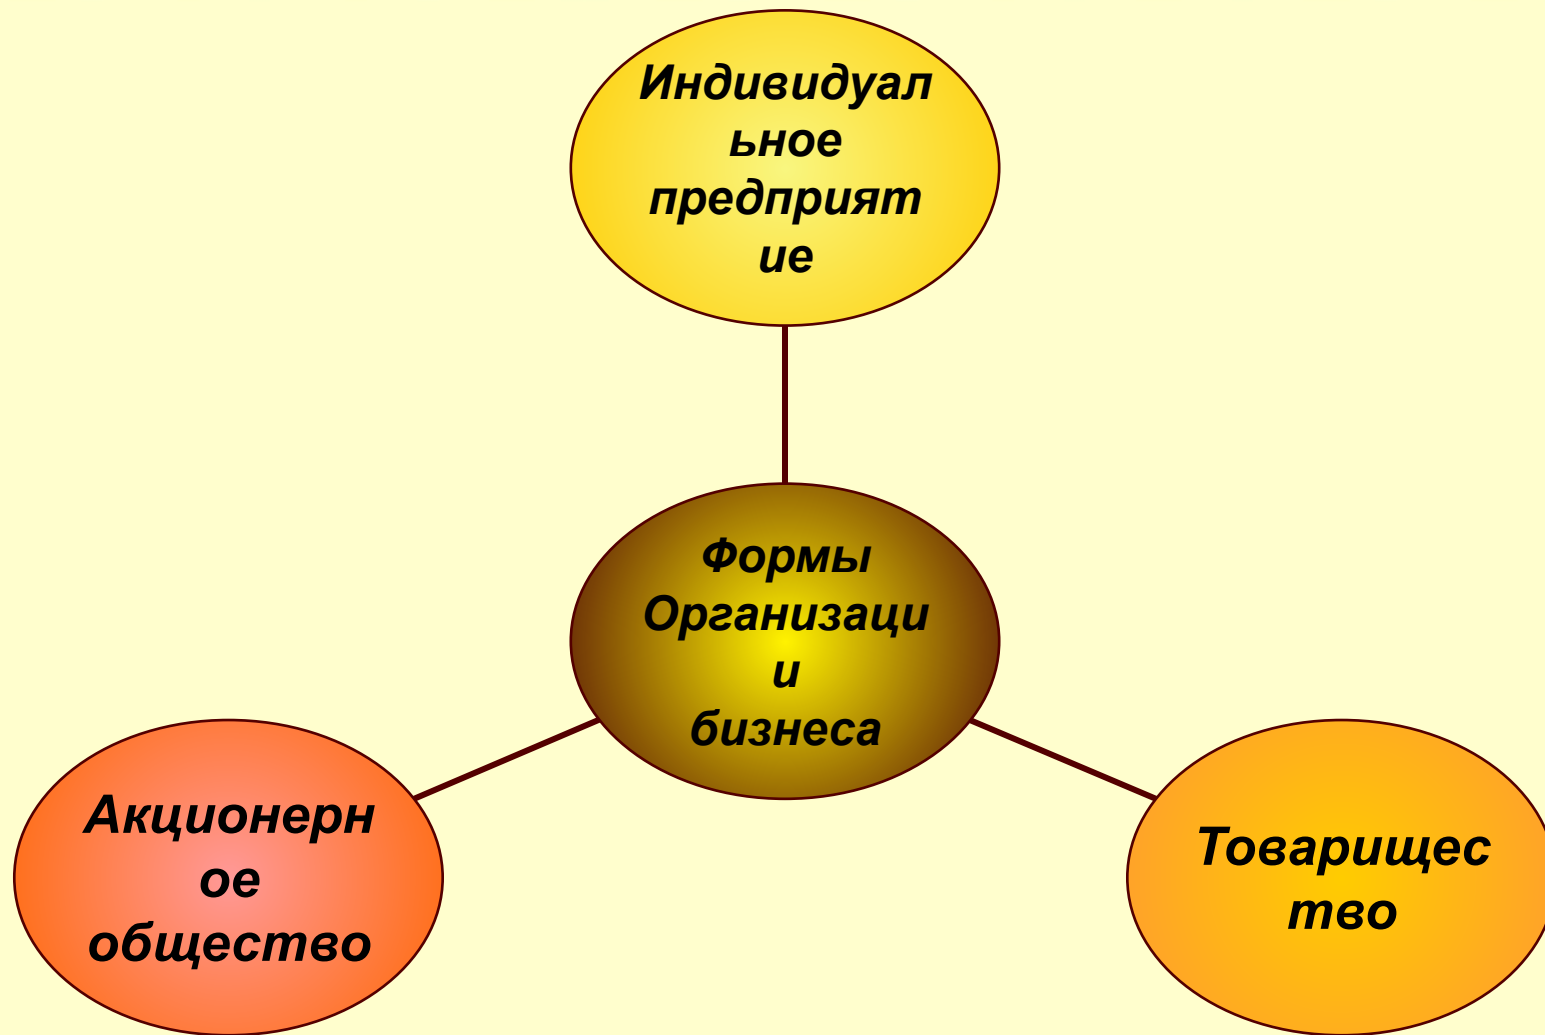 Индивидуал
ьное
предприят
ие
Формы
Организаци
и
бизнеса
Акционерн
ое
общество
Товарищес
тво